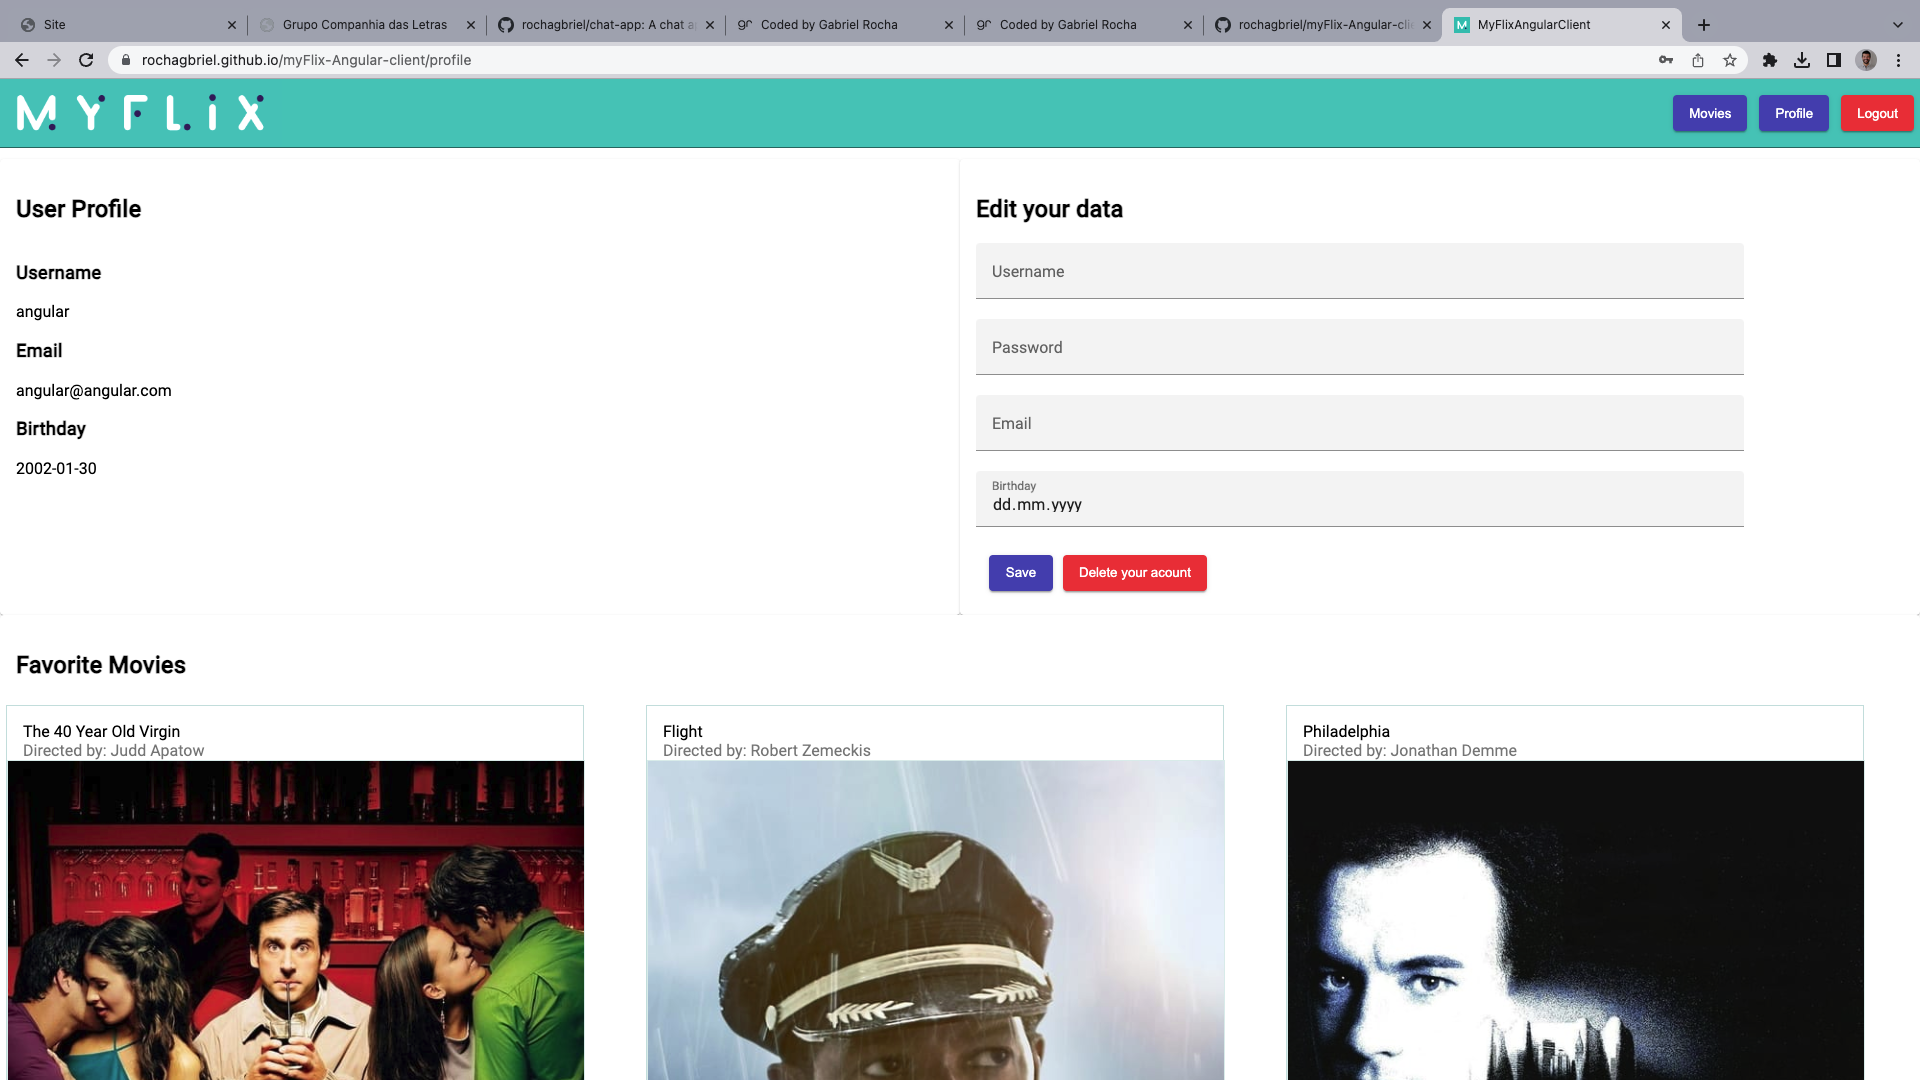 Site
Grupo Companhia das Letras
rochagbriel/chat-app: A chat a
Coded by Gabriel Rocha
Coded by Gabriel Rocha
rochagbriel/myFlix-Angular-clie
MyFlixAngularClient
rochagbriel.github.io/myFlix-Angular-client/profile
MYFLiX
Movies
Profile
Logout
User Profile
Username
angular
Email
angular@angular.com
Birthday
2002-01-30
Edit your data
Username
Password
Email
Birthday
dd.mm.yyyy
Save
Delete your acount
Favorite Movies
The 40 Year Old Virgin
Directed by: Judd Apatow
Flight
Directed by: Robert Zemeckis
Philadelphia
Directed by: Jonathan Demme